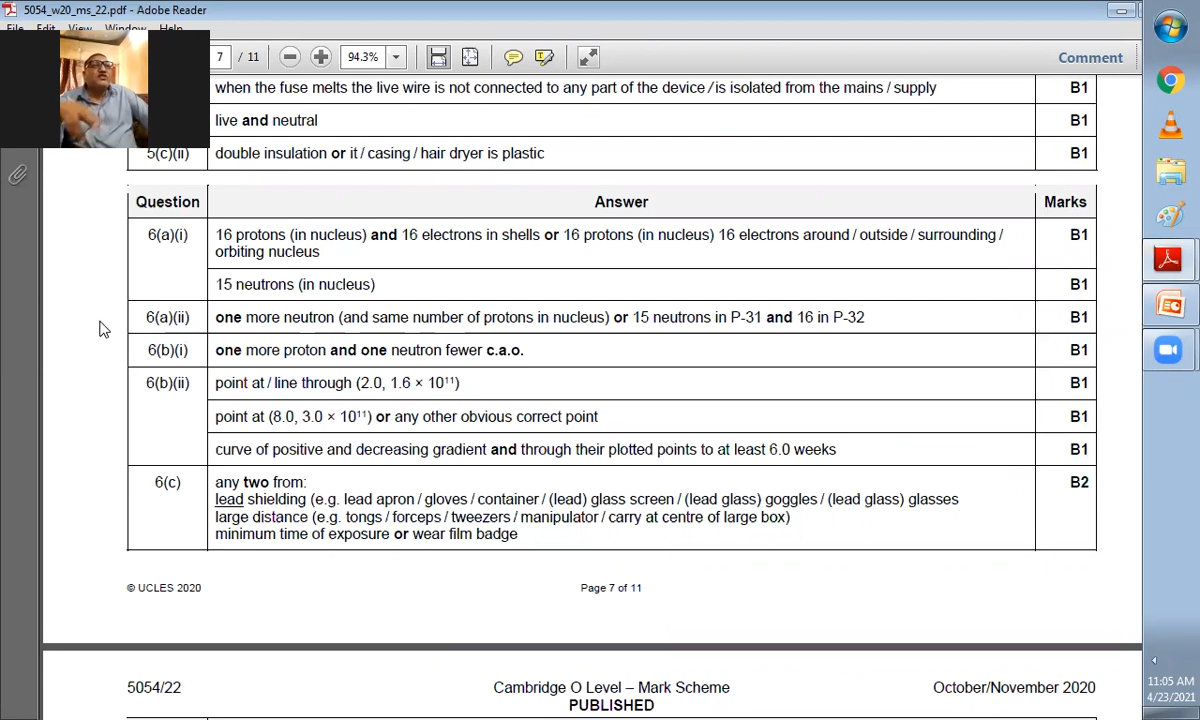 5054_w20_ms_22.pdf - Adobe Reader
File Edit View Window Help
7 / 11 94.3% Comment
when the fuse melts the live wire is not connected to any part of the device / is isolated from the mains / supply B1
live and neutral B1
5(c)(ii) double insulation or it / casing / hair dryer is plastic B1
Question Answer Marks
6(a)(i) 16 protons (in nucleus) and 16 electrons in shells or 16 protons (in nucleus) 16 electrons around / outside / surrounding / B1
orbiting nucleus
15 neutrons (in nucleus) B1
6(a)(ii) one more neutron (and same number of protons in nucleus) or 15 neutrons in P-31 and 16 in P-32 B1
6(b)(i) one more proton and one neutron fewer c.a.o. B1
6(b)(ii) point at / line through (2.0, 1.6 × 10¹¹) B1
point at (8.0, 3.0 × 10¹¹) or any other obvious correct point B1
curve of positive and decreasing gradient and through their plotted points to at least 6.0 weeks B1
6(c) any two from: B2
lead shielding (e.g. lead apron / gloves / container / (lead) glass screen / (lead glass) goggles / (lead glass) glasses
large distance (e.g. tongs / forceps / tweezers / manipulator / carry at centre of large box)
minimum time of exposure or wear film badge
© UCLES 2020 Page 7 of 11
5054/22 Cambridge O Level – Mark Scheme October/November 2020
PUBLISHED
11:05 AM
4/23/2021